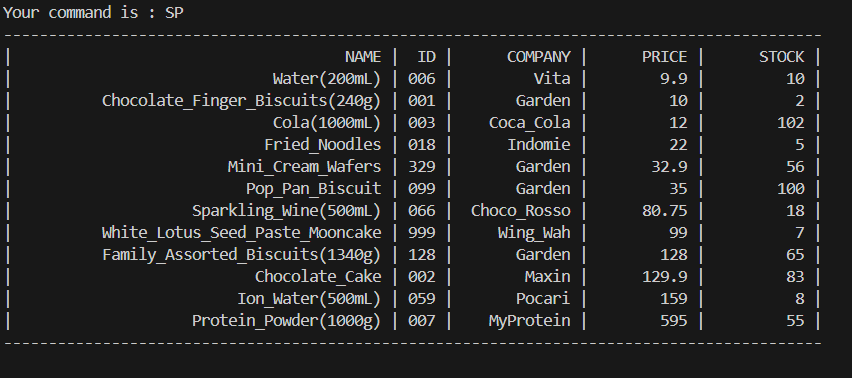 Your command is : SP
-------------------------------------------------------------------------------------------
| NAME | ID | COMPANY | PRICE | STOCK |
| Water(200mL) | 006 | Vita | 9.9 | 10 |
| Chocolate_Finger_Biscuits(240g) | 001 | Garden | 10 | 2 |
| Cola(1000mL) | 003 | Coca_Cola | 12 | 102 |
| Fried_Noodles | 018 | Indomie | 22 | 5 |
| Mini_Cream_Wafers | 329 | Garden | 32.9 | 56 |
| Pop_Pan_Biscuit | 099 | Garden | 35 | 100 |
| Sparkling_Wine(500mL) | 066 | Choco_Rosso | 80.75 | 18 |
| White_Lotus_Seed_Paste_Mooncake | 999 | Wing_Wah | 99 | 7 |
| Family_Assorted_Biscuits(1340g) | 128 | Garden | 128 | 65 |
| Chocolate_Cake | 002 | Maxin | 129.9 | 83 |
| Ion_Water(500mL) | 059 | Pocari | 159 | 8 |
| Protein_Powder(1000g) | 007 | MyProtein | 595 | 55 |
-------------------------------------------------------------------------------------------